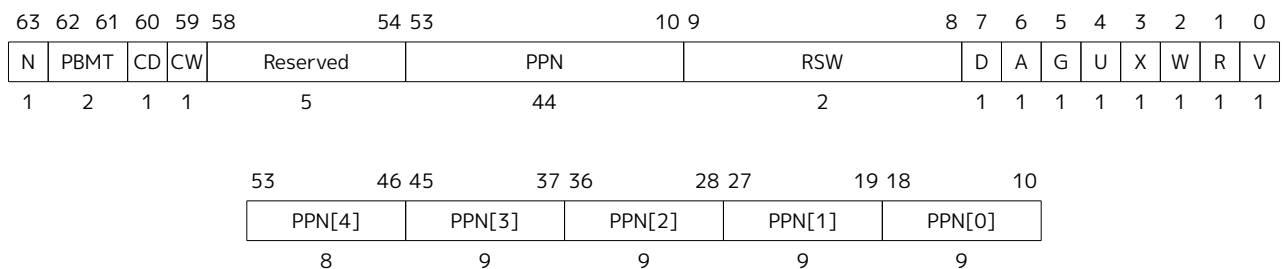 63 62 61 60 59 58 54 53 10 9 8 7 6 5 4 3 2 1 0
N PBMT CD CW Reserved PPN RSW D A G U X W R V
1 2 1 1 5 44 2 1 1 1 1 1 1 1 1
53 46 45 37 36 28 27 19 18 10
PPN[4] PPN[3] PPN[2] PPN[1] PPN[0]
8 9 9 9 9